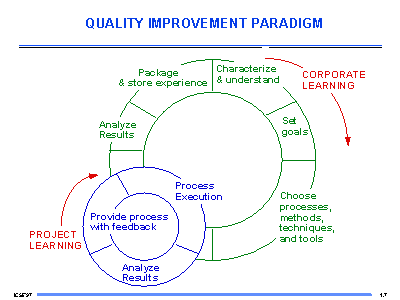 QUALITY IMPROVEMENT PARADIGM
Package
& store experience
Characterize
& understand
CORPORATE
LEARNING
Analyze
Results
Set
goals
Process
Execution
Choose
processes,
methods,
techniques,
and tools
Provide process
with feedback
PROJECT
LEARNING
Analyze
Results